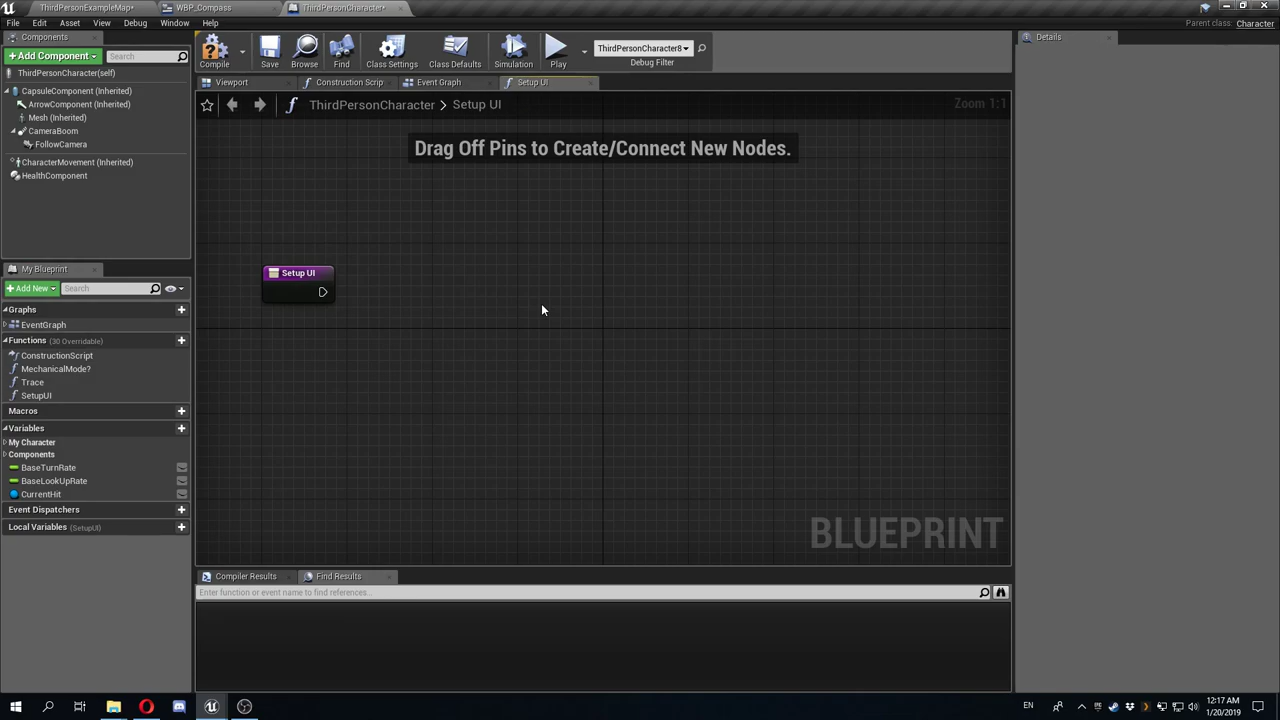 ThirdPersonExampleMap*
WBP_Compass
ThirdPersonCharacter*
File Edit Asset View Debug Window Help
Parent class: Character
Components
+Add Component
Search
ThirdPersonCharacter(self)
CapsuleComponent (Inherited)
ArrowComponent (Inherited)
Mesh (Inherited)
CameraBoom
FollowCamera
CharacterMovement (Inherited)
HealthComponent
Compile
Save
Browse
Find
Class Settings
Class Defaults
Simulation
Play
ThirdPersonCharacter8
Debug Filter
Details
Viewport
Construction Scrip
Event Graph
Setup UI
ThirdPersonCharacter > Setup UI
Zoom 1:1
Drag Off Pins to Create/Connect New Nodes.
Setup UI
BLUEPRINT
My Blueprint
+Add New
Search
Graphs
EventGraph
Functions (30 Overridable)
ConstructionScript
MechanicalMode?
Trace
SetupUI
Macros
Variables
My Character
Components
BaseTurnRate
BaseLookUpRate
CurrentHit
Event Dispatchers
Local Variables (SetupUI)
Compiler Results
Find Results
Enter function or event name to find references...
EN
12:17 AM
1/20/2019